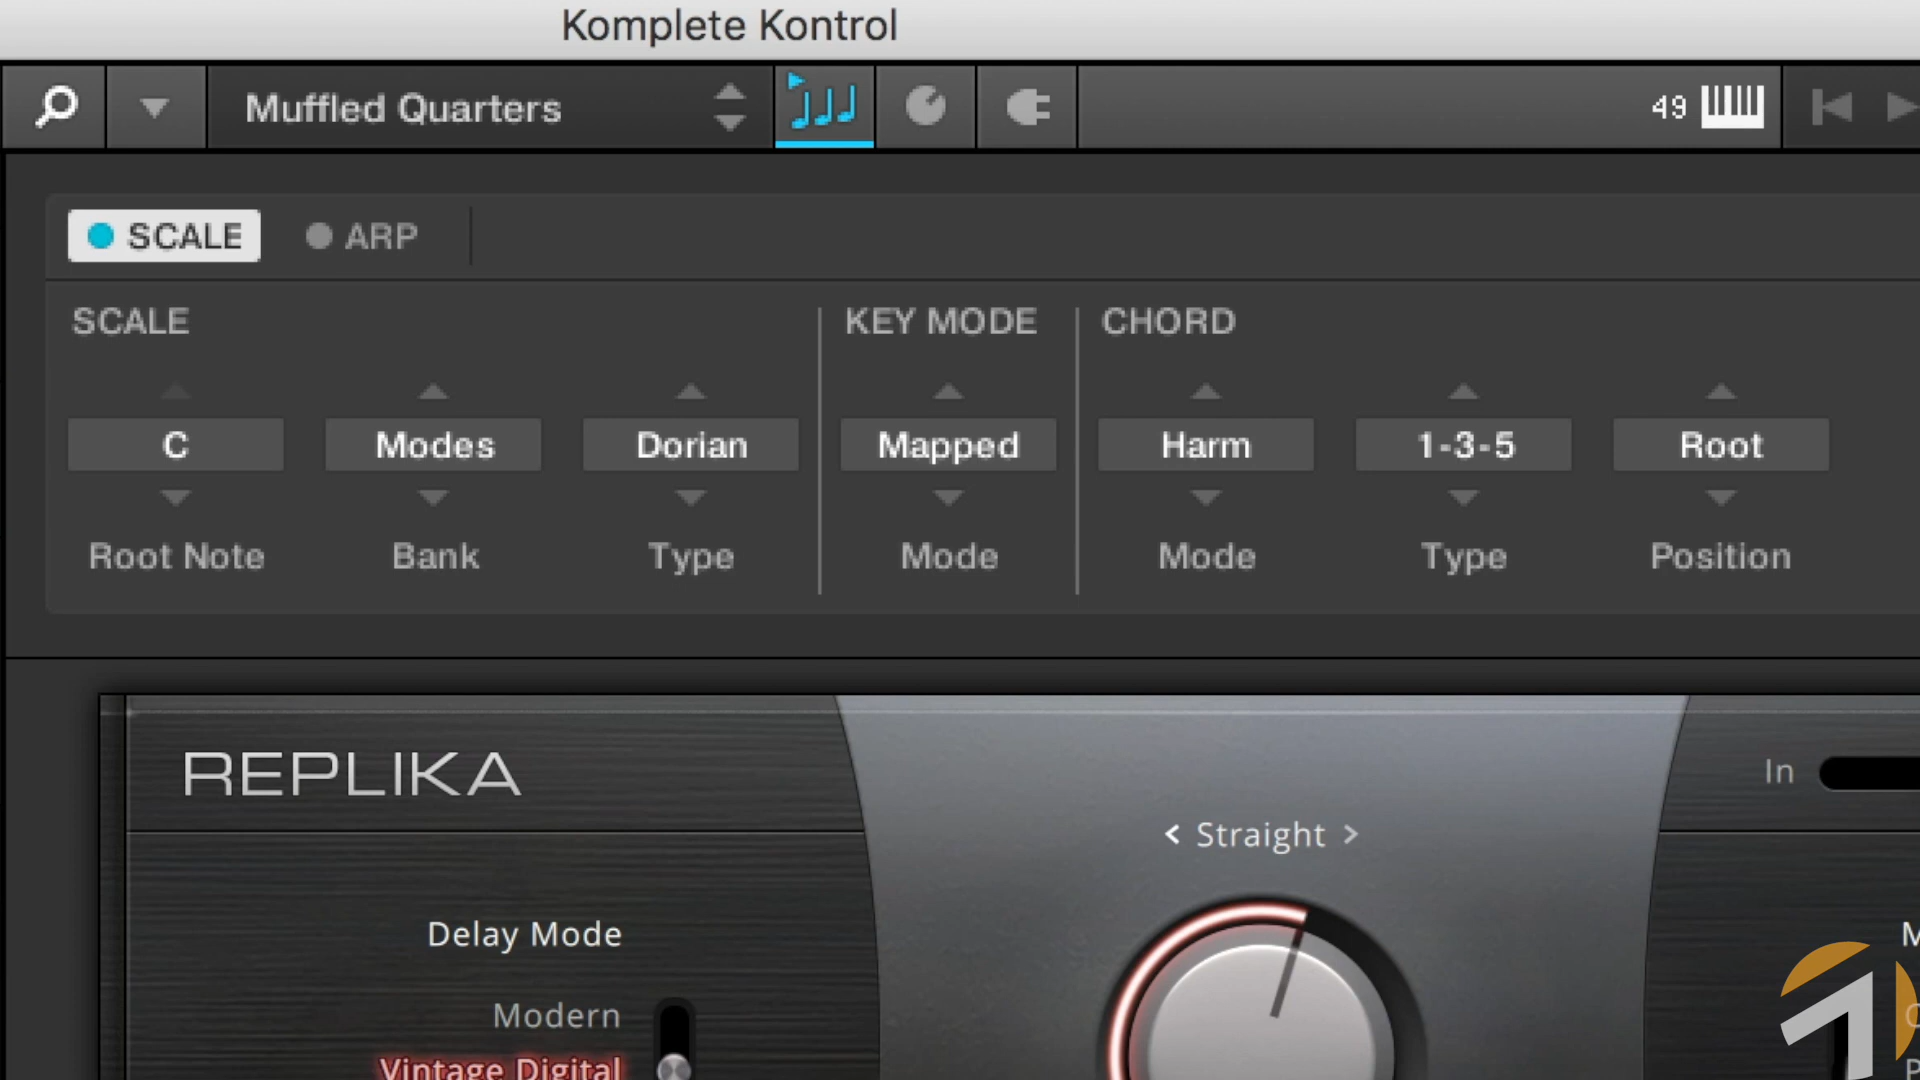 Komplete Kontrol
Muffled Quarters
49
SCALE ARP
SCALE KEY MODE CHORD
C Modes Dorian Mapped Harm 1-3-5 Root
Root Note Bank Type Mode Mode Type Position
REPLIKA
In
< Straight >
Delay Mode
Modern
Vintage Digital